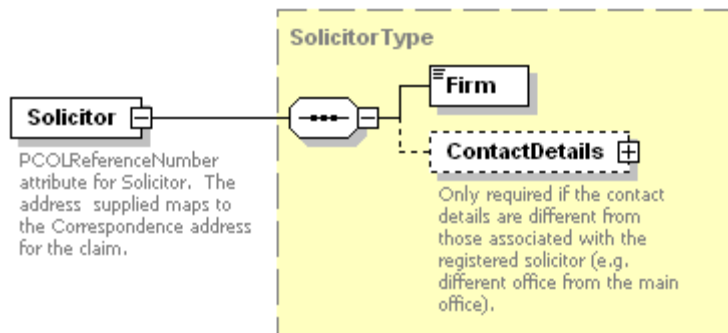 SolicitorType
Firm
Solicitor
ContactDetails
PCOLReferenceNumber
attribute for Solicitor. The
address supplied maps to
the Correspondence address
for the claim.
Only required if the contact
details are different from
those associated with the
registered solicitor (e.g.
different office from the main
office).